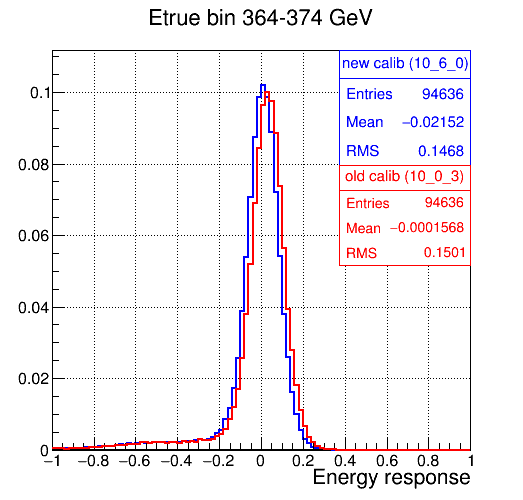 Etrue bin 364-374 GeV
new calib (10_6_0)
Entries 94636
Mean −0.02152
RMS 0.1468
old calib (10_0_3)
Entries 94636
Mean −0.0001568
RMS 0.1501
0.1
0.08
0.06
0.04
0.02
0
−1 −0.8 −0.6 −0.4 −0.2 0 0.2 0.4 0.6 0.8 1
Energy response